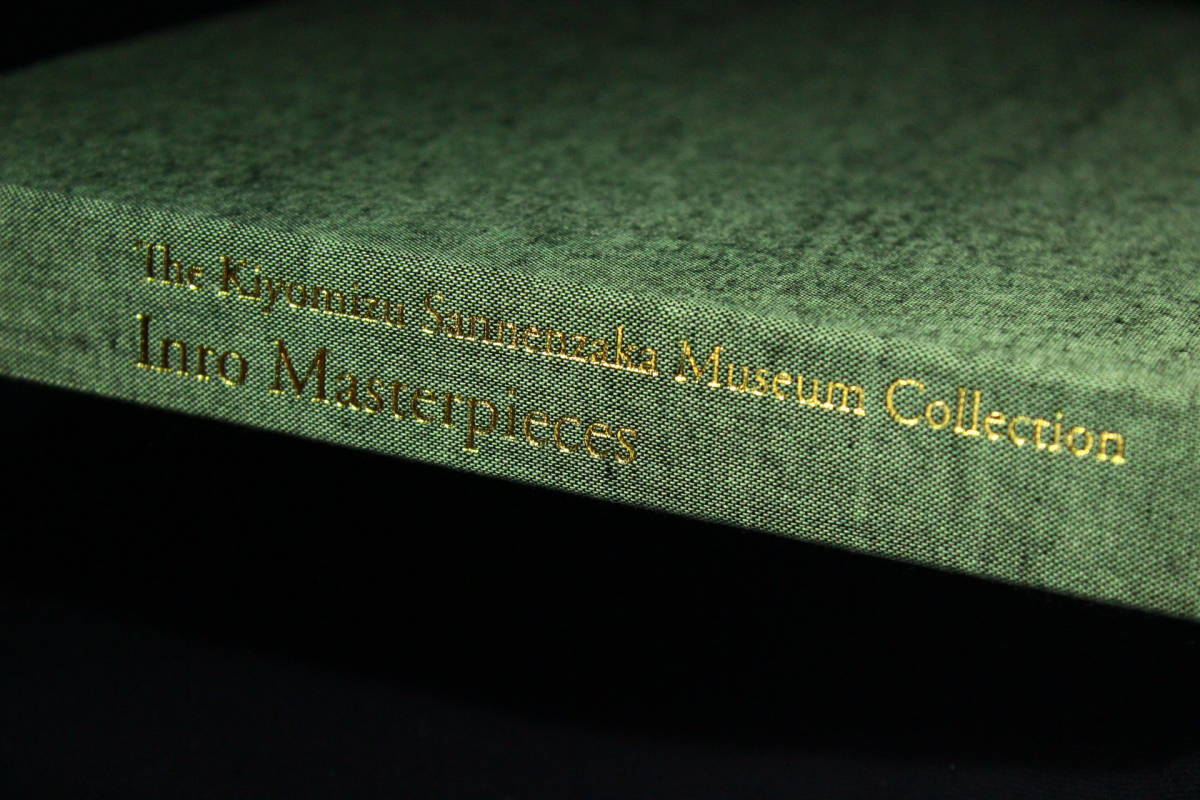 The Kiyomizu Sannenzaka Museum Collection
Inro Masterpieces